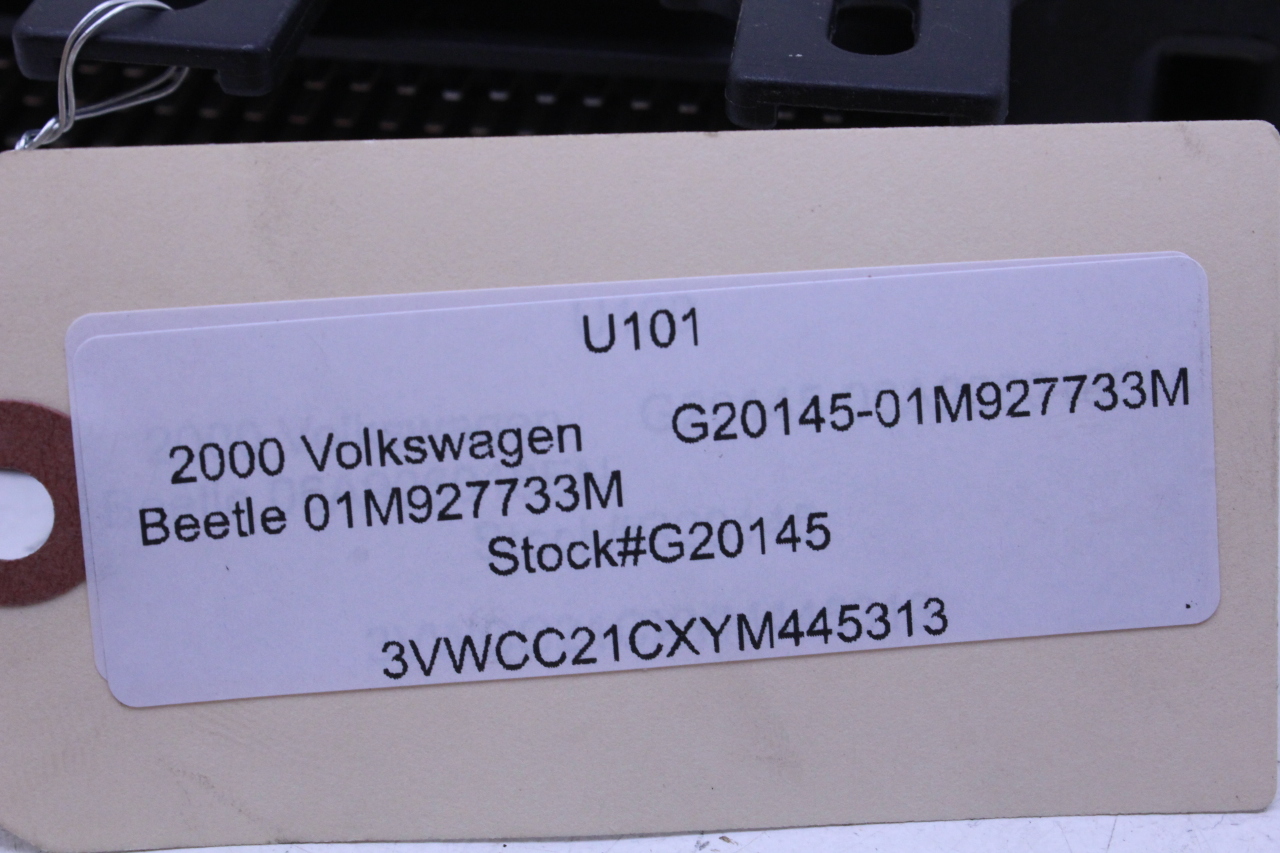 U101
2000 Volkswagen G20145-01M927733M
Beetle 01M927733M
Stock#G20145
3VWCC21CXYM445313